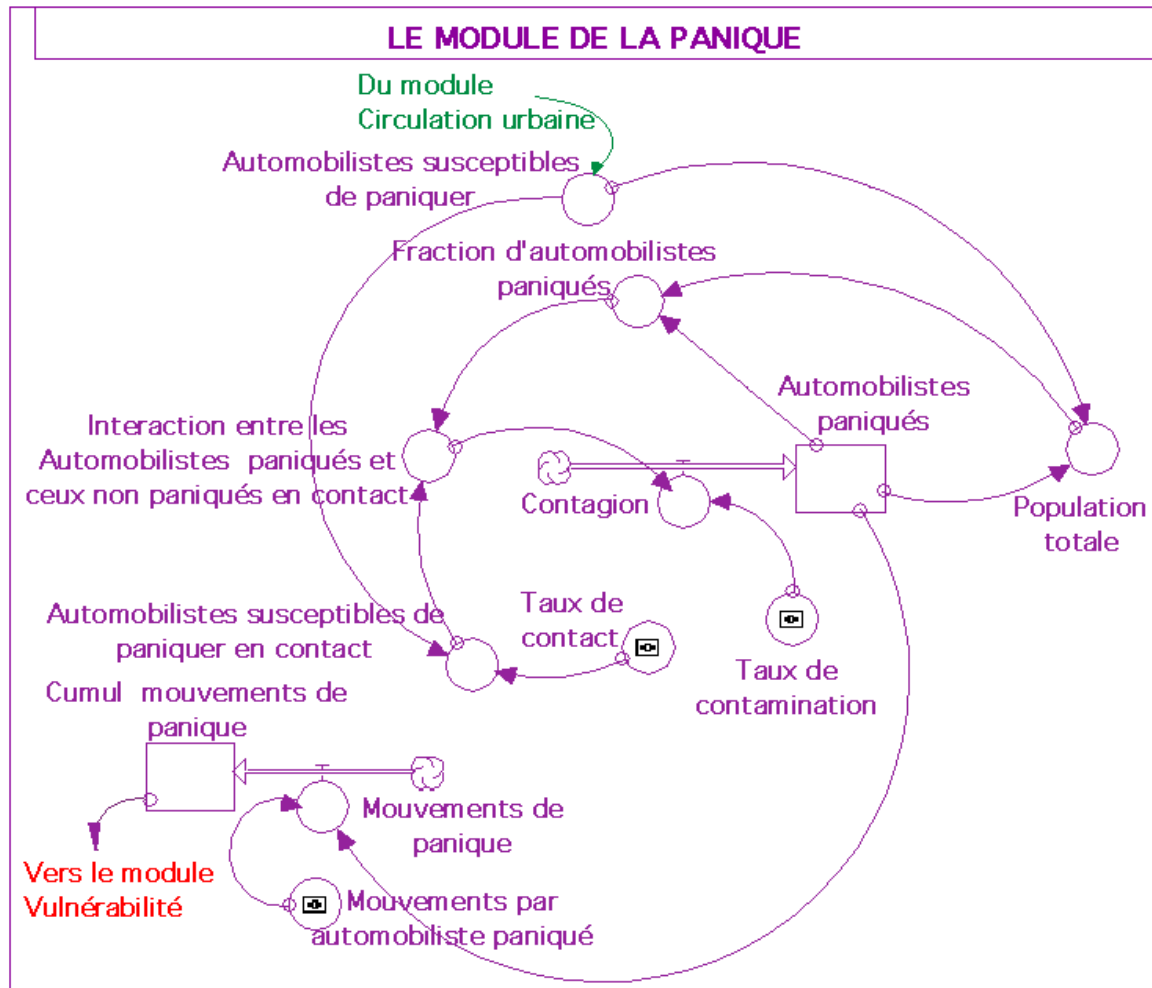 LE MODULE DE LA PANIQUE
Du module
Circulation urbaine
Automobilistes susceptibles
de paniquer
Fraction d'automobilistes
paniqués
Automobilistes
paniqués
Interaction entre les
Automobilistes paniqués et
ceux non paniqués en contact
Contagion
Population
totale
Automobilistes susceptibles de
paniquer en contact
Taux de
contact
Taux de
contamination
Cumul mouvements de
panique
Mouvements de
panique
Vers le module
Vulnérabilité
Mouvements par
automobiliste paniqué